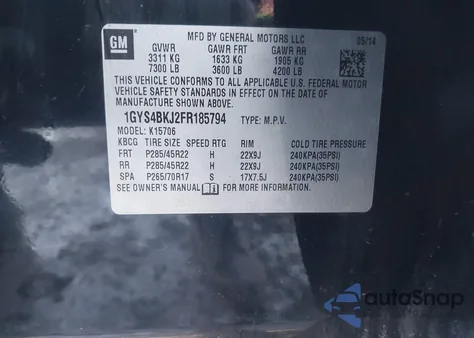 GM
MFD BY GENERAL MOTORS LLC
05/14
GVWR GAWR FRT GAWR RR
3311 KG 1633 KG 1905 KG
7300 LB 3600 LB 4200 LB
THIS VEHICLE CONFORMS TO ALL APPLICABLE U.S. FEDERAL MOTOR
VEHICLE SAFETY STANDARDS IN EFFECT ON THE DATE OF
MANUFACTURE SHOWN ABOVE.
1GYS4BKJ2FR185794 TYPE: M.P.V.
MODEL: K15706
KBCG TIRE SIZE SPEED RTG RIM COLD TIRE PRESSURE
FRT P285/45R22 H 22X9J 240KPA(35PSI)
RR P285/45R22 H 22X9J 240KPA(35PSI)
SPA P265/70R17 S 17X7.5J 240KPA(35PSI)
SEE OWNER'S MANUAL FOR MORE INFORMATION.
autoSnap